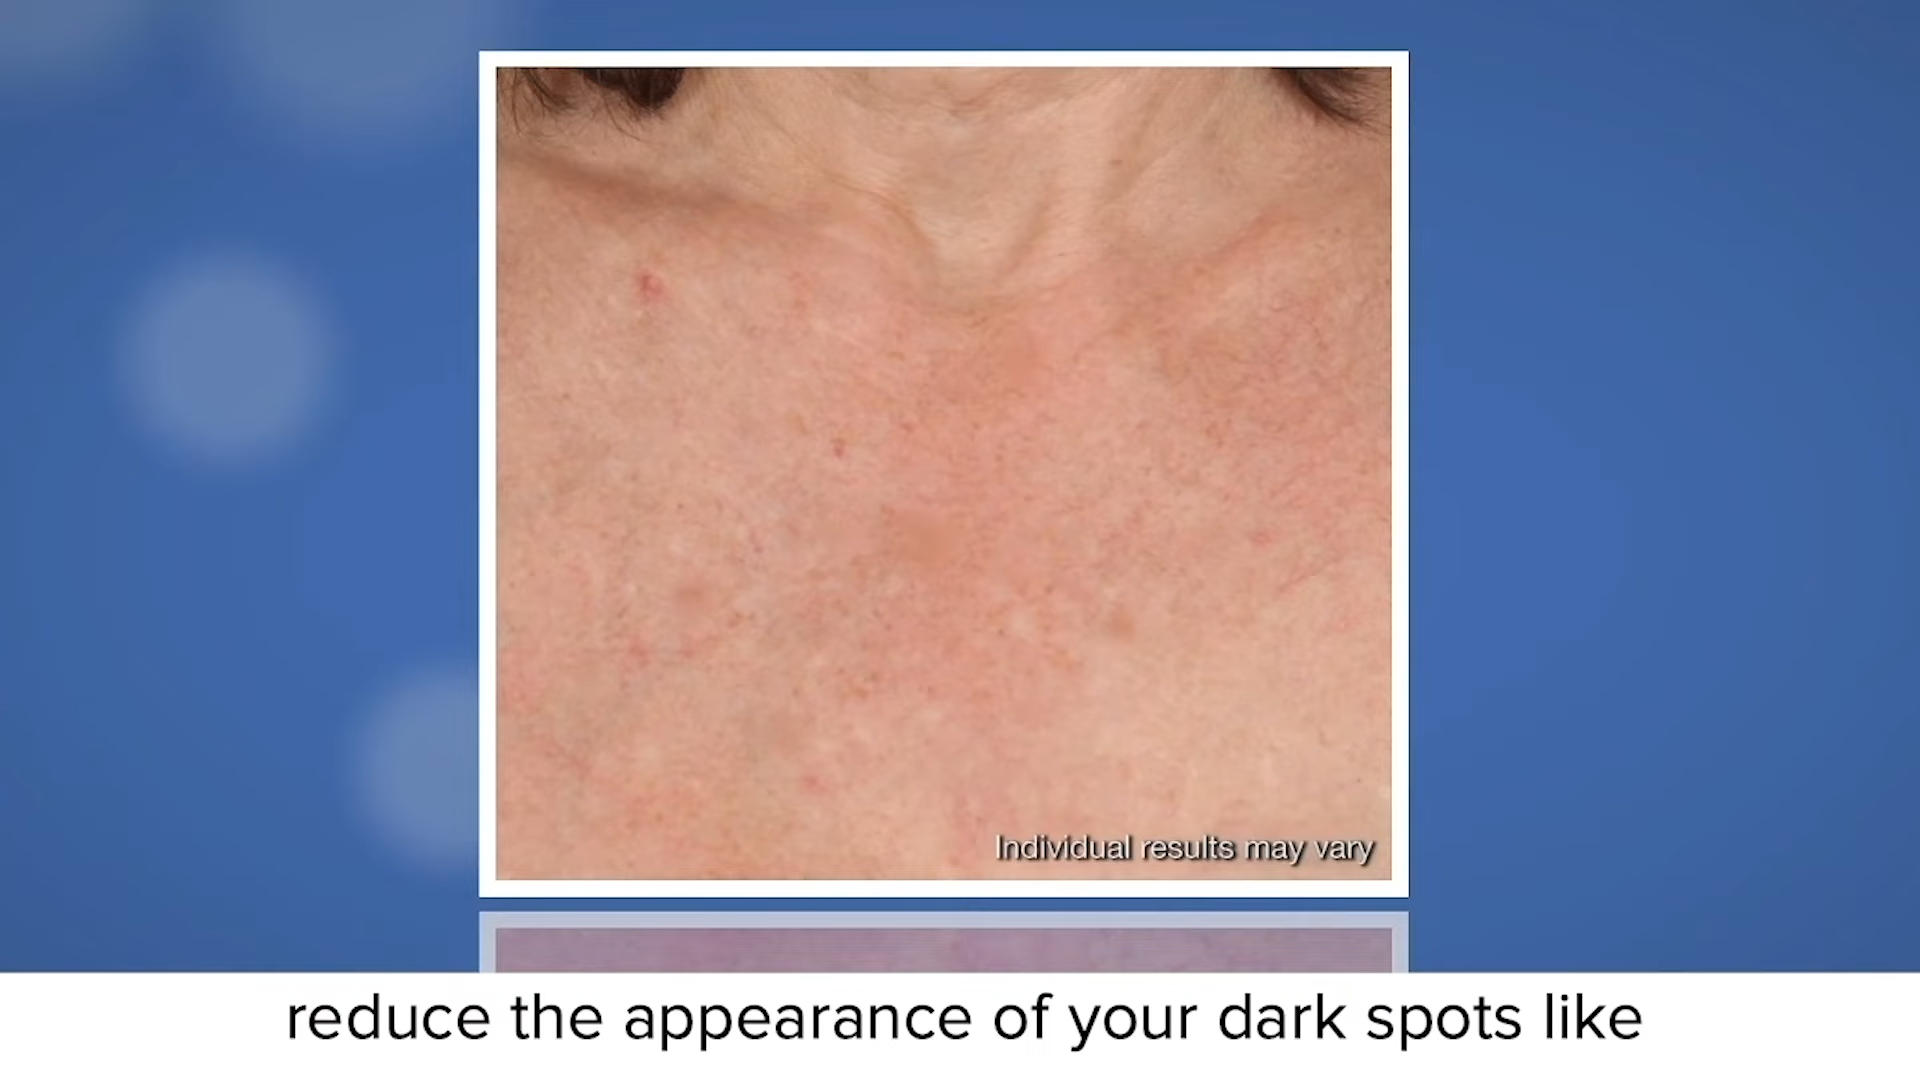 Individual results may vary
reduce the appearance of your dark spots like